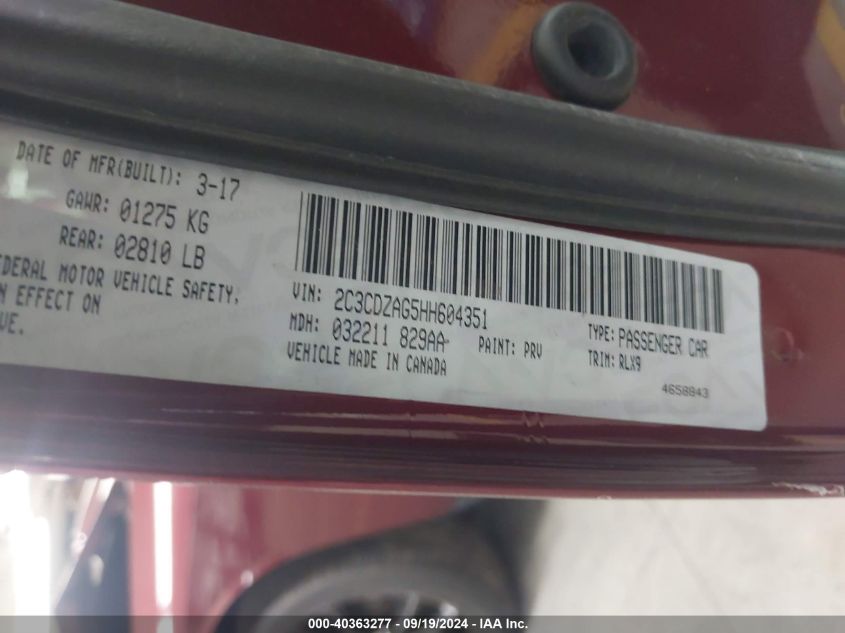 DATE OF MFR(BUILT): 3-17
GAWR: 01275 KG
REAR: 02810 LB
FEDERAL MOTOR VEHICLE SAFETY,
N EFFECT ON
VE.
VIN: 2C3CDZAG5HH604351
MDH: 032211 829AA
PAINT: PRV
VEHICLE MADE IN CANADA
TYPE: PASSENGER CAR
TRIM: RLX9
4658843
000-40363277 - 09/19/2024 - IAA Inc.